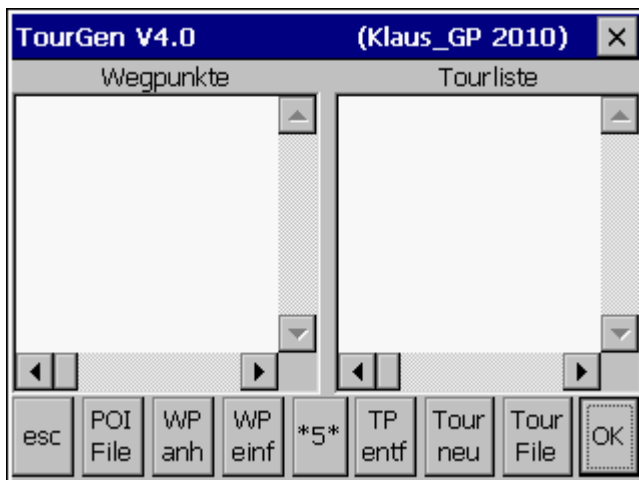 TourGen V4.0 (Klaus_GP 2010)
Wegpunkte Tourliste
esc
POI
File
WP
anh
WP
einf
*5*
TP
entf
Tour
neu
Tour
File
OK